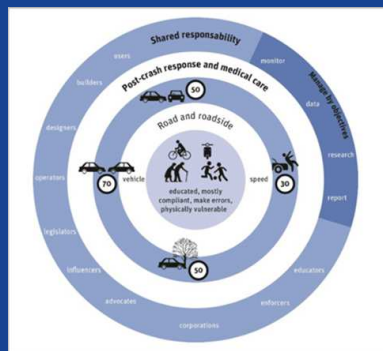 Shared responsibility
users
builders
designers
operators
legislators
influencers
advocates
corporations
enforcers
educators
Manage by objectives
monitor
data
research
report
Post-crash response and medical care
50
Road and roadside
70
vehicle
speed
30
educated, mostly
compliant, make errors,
physically vulnerable
50